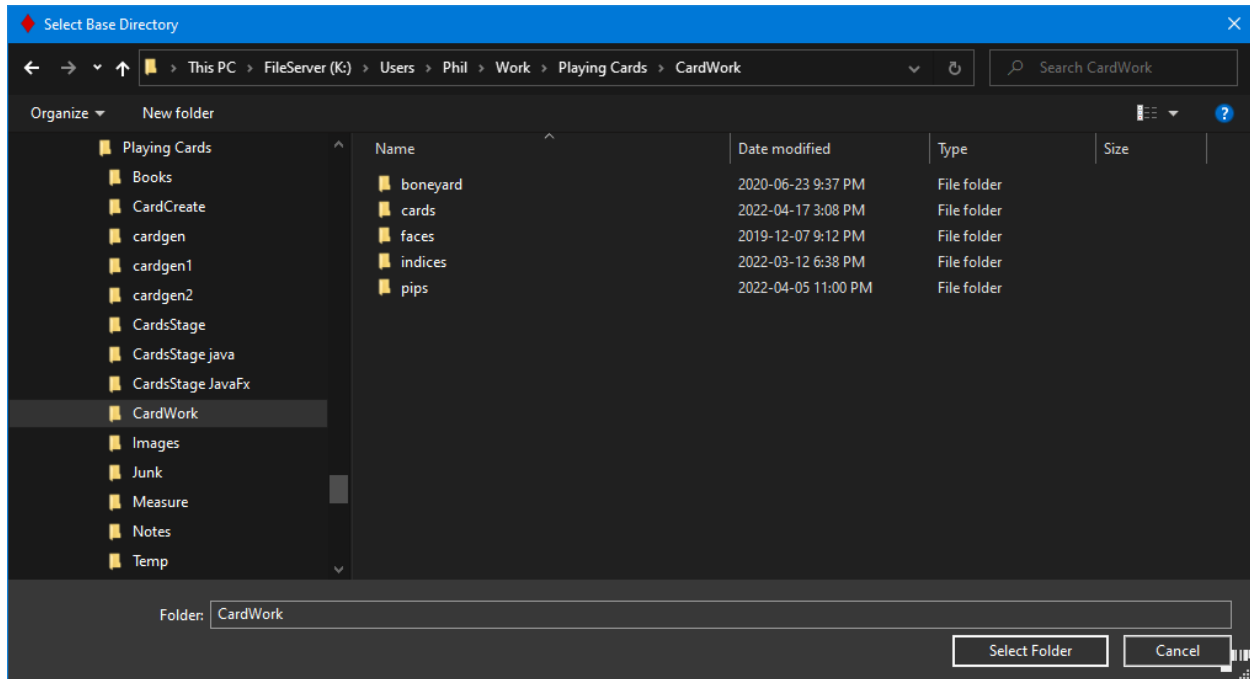 Select Base Directory
This PC > FileServer (K:) > Users > Phil > Work > Playing Cards > CardWork
Search CardWork
Organize
New folder
Playing Cards
Books
CardCreate
cardgen
cardgen1
cardgen2
CardsStage
CardsStage java
CardsStage JavaFx
CardWork
Images
Junk
Measure
Notes
Temp
Name Date modified Type Size
boneyard 2020-06-23 9:37 PM File folder
cards 2022-04-17 3:08 PM File folder
faces 2019-12-07 9:12 PM File folder
indices 2022-03-12 6:38 PM File folder
pips 2022-04-05 11:00 PM File folder
Folder: CardWork
Select Folder
Cancel